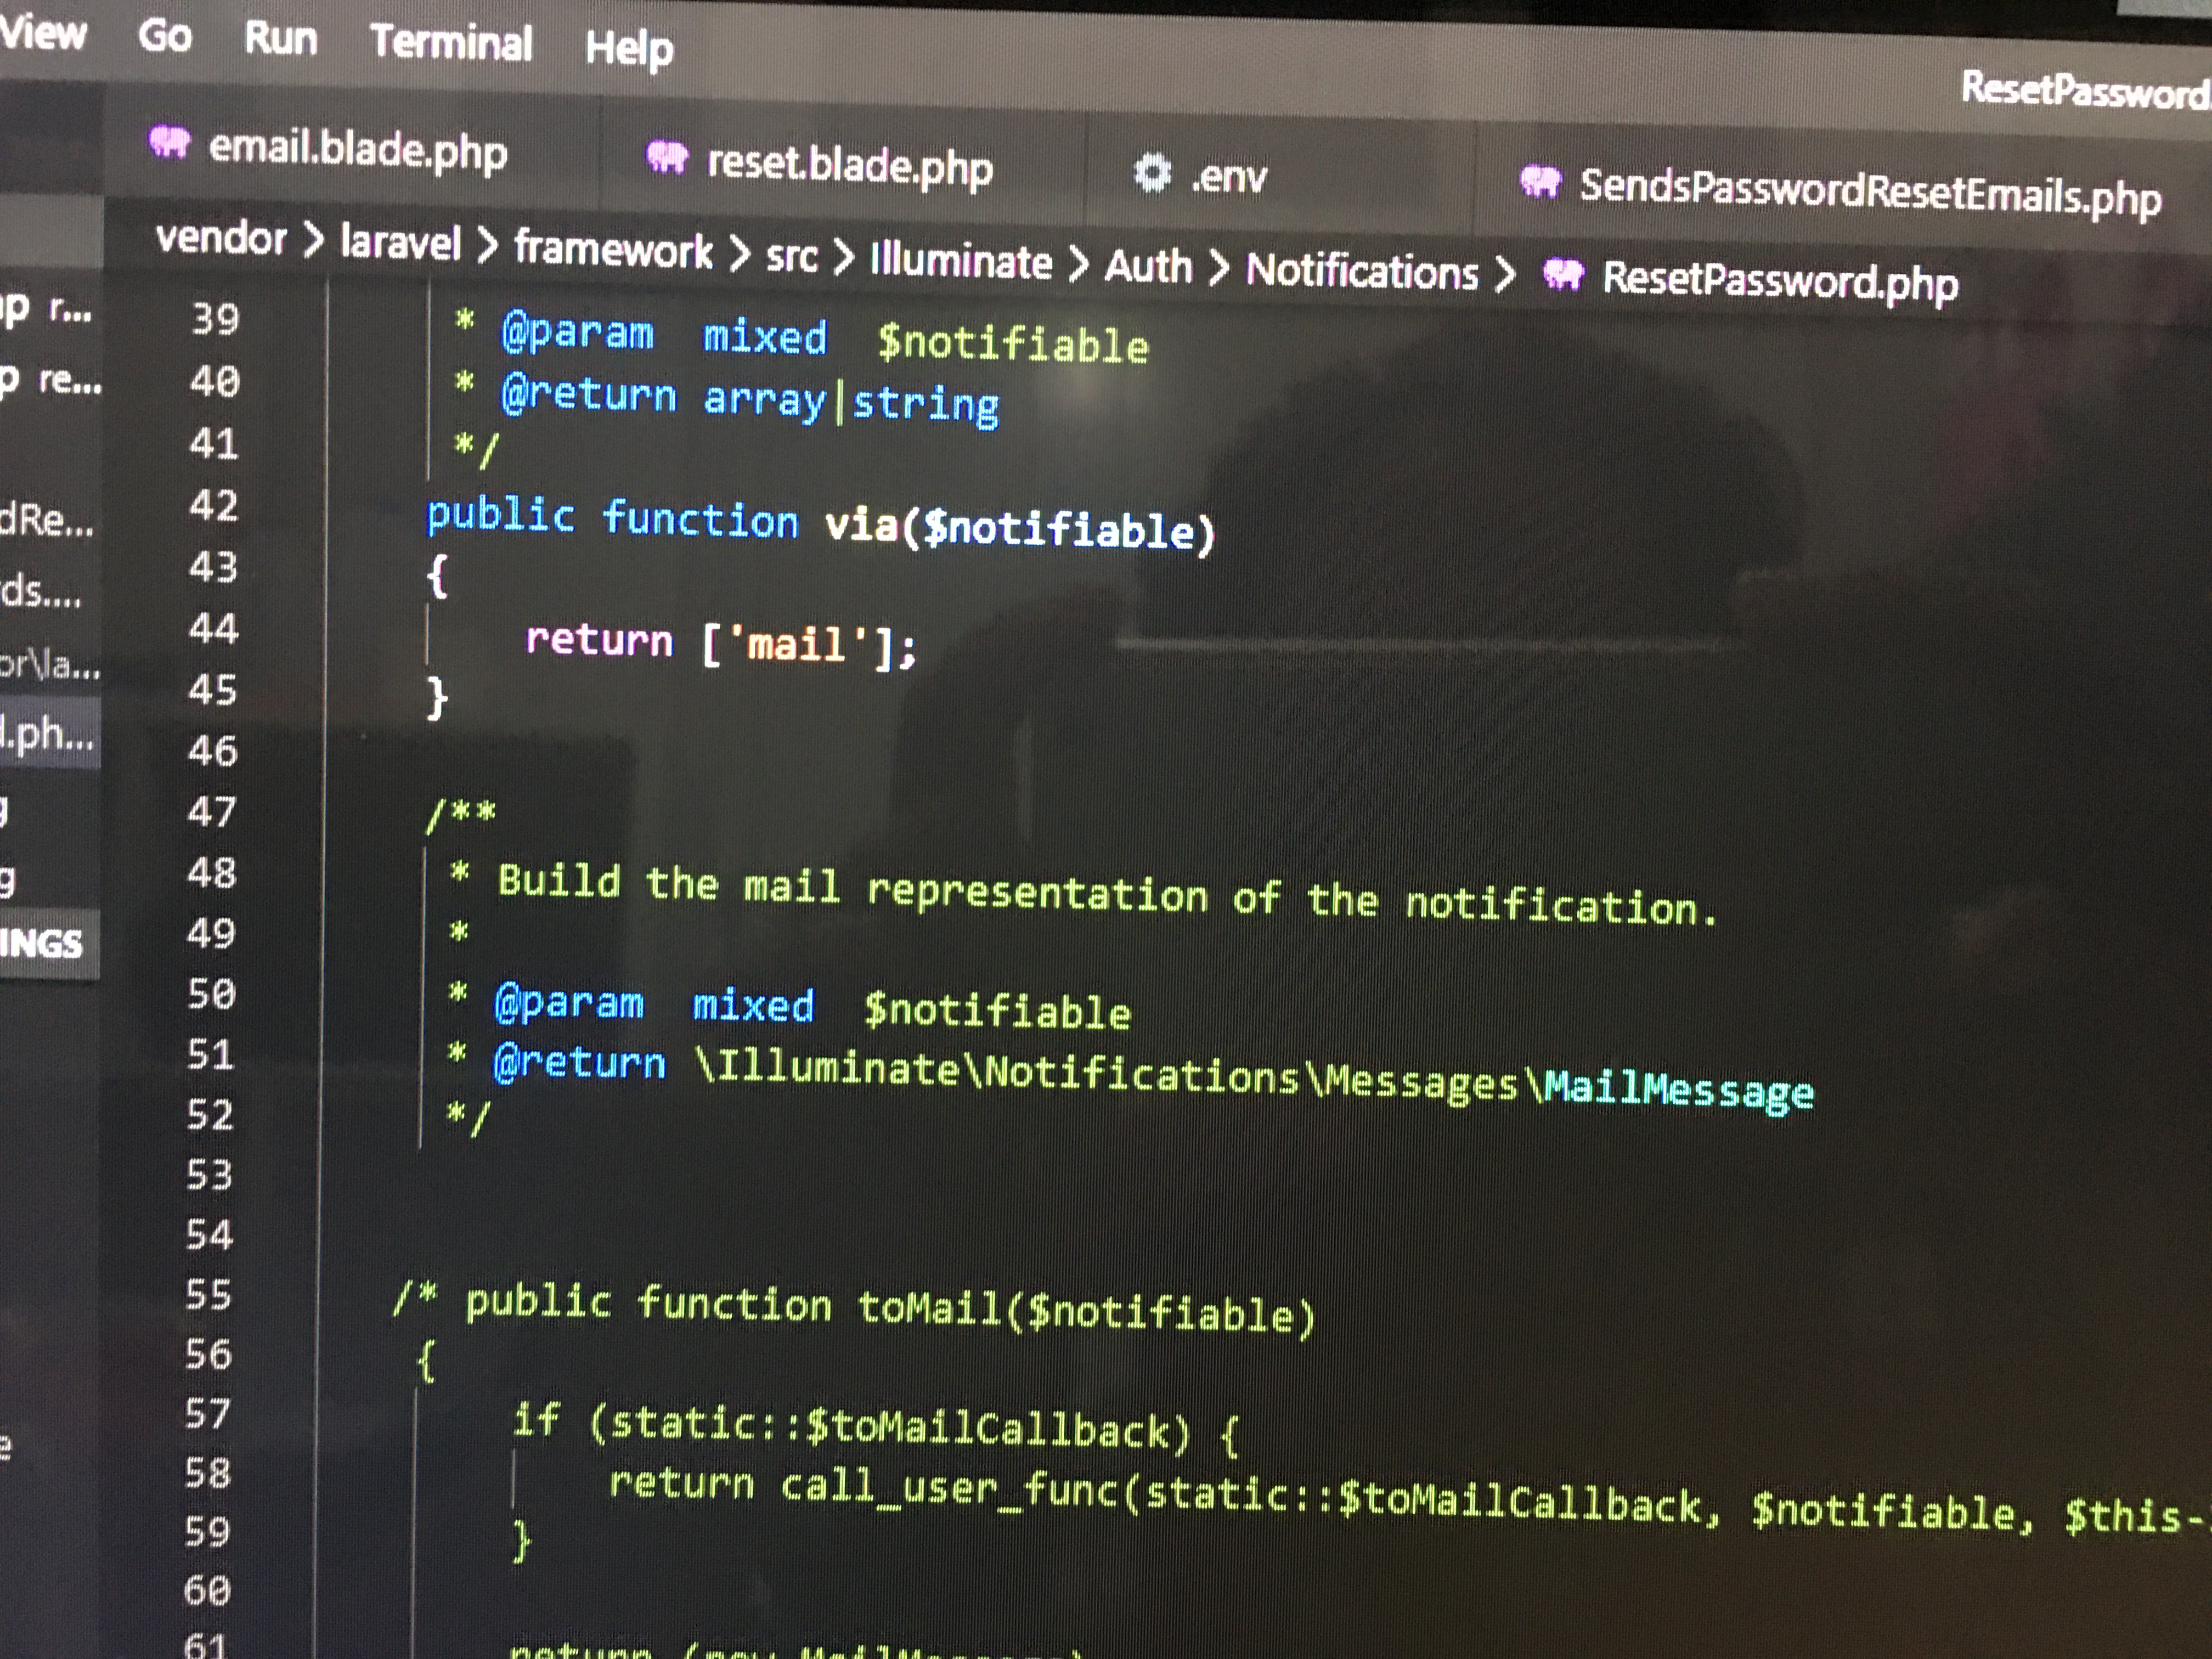 View Go Run Terminal Help
ResetPassword
email.blade.php reset.blade.php .env SendsPasswordResetEmails.php
vendor > laravel > framework > src > Illuminate > Auth > Notifications > ResetPassword.php
39 * @param mixed $notifiable
40 * @return array|string
41 */
42 public function via($notifiable)
43 {
44 return ['mail'];
45 }
46
47 /**
48 * Build the mail representation of the notification.
49 *
50 * @param mixed $notifiable
51 * @return \Illuminate\Notifications\Messages\MailMessage
52 */
53
54
55 /* public function toMail($notifiable)
56 {
57 if (static::$toMailCallback) {
58 return call_user_func(static::$toMailCallback, $notifiable, $this-
59 }
60
61 return (new MailMessage)
p r...
p re...
dRe...
ds....
or\la...
.ph...
g
INGS
e